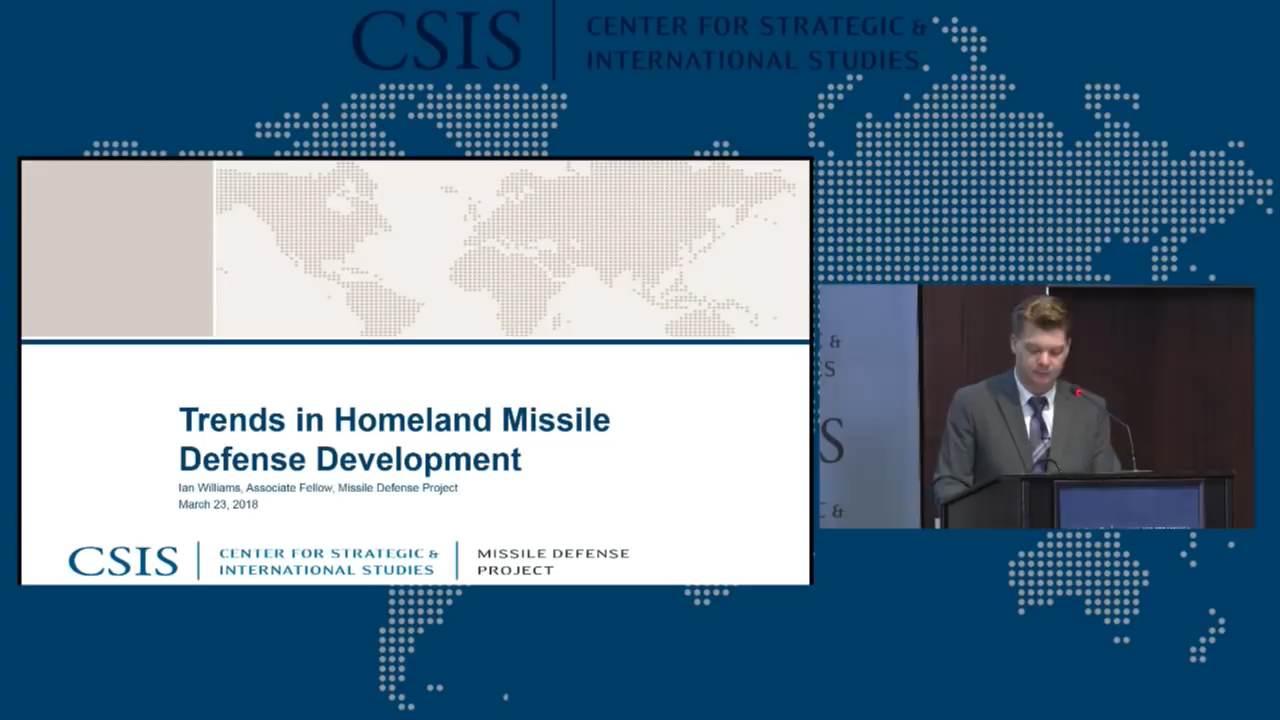 CSIS
CENTER FOR STRATEGIC &
INTERNATIONAL STUDIES
Trends in Homeland Missile
Defense Development
Ian Williams, Associate Fellow, Missile Defense Project
March 23, 2018
CSIS
CENTER FOR STRATEGIC &
INTERNATIONAL STUDIES
MISSILE DEFENSE
PROJECT
&
S
S
&